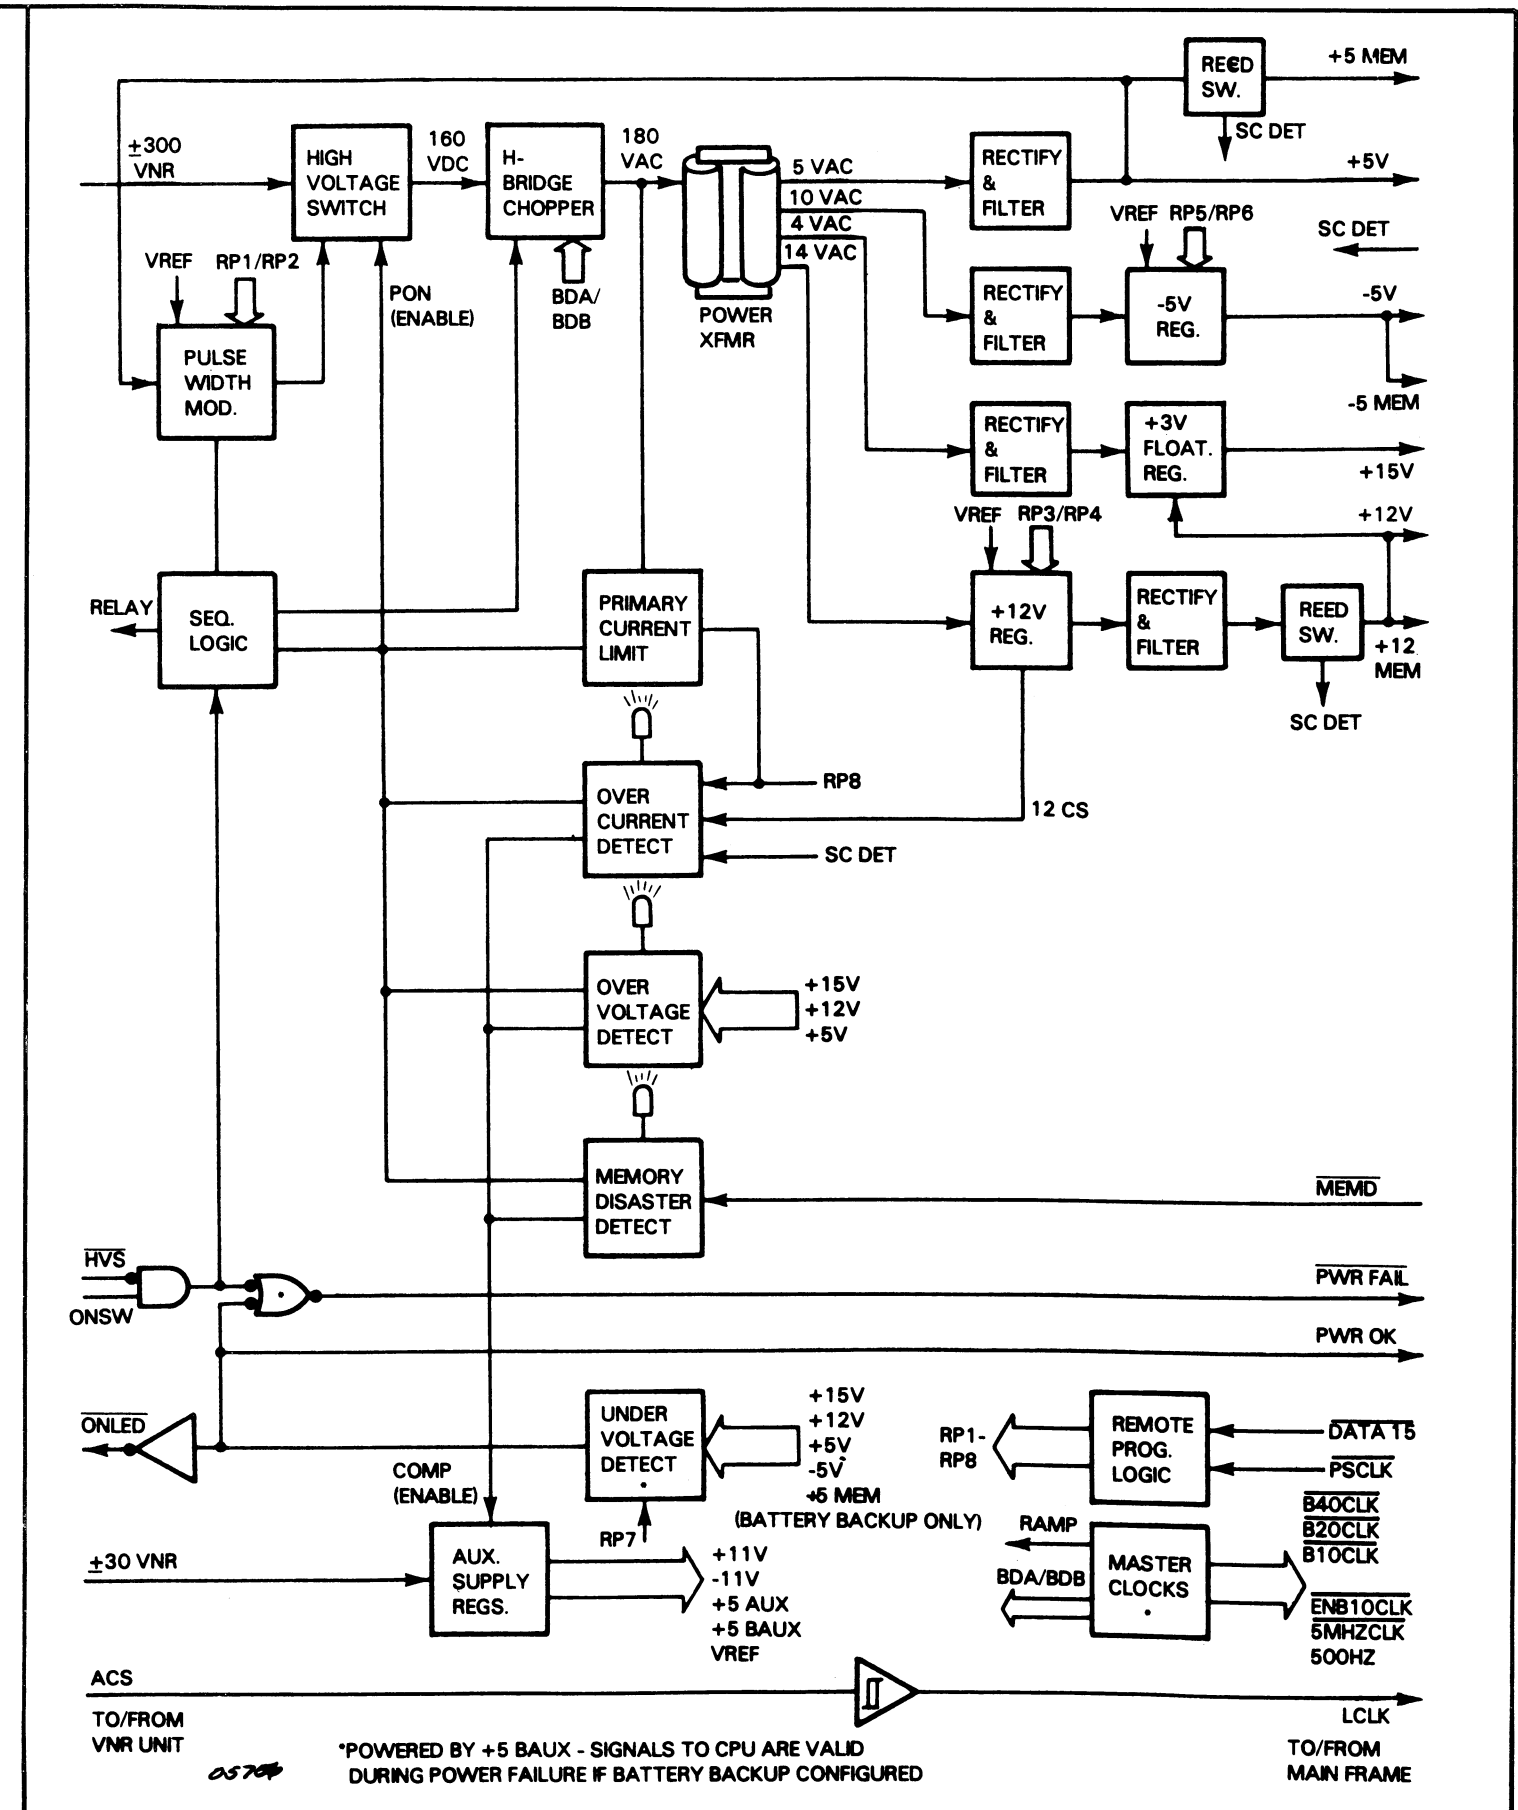 REED
SW.
+5 MEM
SC DET
±300
VNR
HIGH
VOLTAGE
SWITCH
160
VDC
H-
BRIDGE
CHOPPER
180
VAC
5 VAC
10 VAC
4 VAC
14 VAC
POWER
XFMR
RECTIFY
&
FILTER
+5V
VREF RP5/RP6
SC DET
VREF RP1/RP2
PON
(ENABLE)
BDA/
BDB
RECTIFY
&
FILTER
-5V
REG.
-5V
-5 MEM
PULSE
WIDTH
MOD.
RECTIFY
&
FILTER
+3V
FLOAT.
REG.
+15V
VREF RP3/RP4
+12V
RELAY
SEQ.
LOGIC
PRIMARY
CURRENT
LIMIT
+12V
REG.
RECTIFY
&
FILTER
REED
SW.
+12
MEM
SC DET
OVER
CURRENT
DETECT
RP8
12 CS
SC DET
OVER
VOLTAGE
DETECT
+15V
+12V
+5V
MEMORY
DISASTER
DETECT
MEMD
HVS
ONSW
PWR FAIL
PWR OK
ONLED
UNDER
VOLTAGE
DETECT
•
+15V
+12V
+5V
-5V
+5 MEM
(BATTERY BACKUP ONLY)
RP7
RP1-
RP8
REMOTE
PROG.
LOGIC
DATA 15
PSCLK
COMP
(ENABLE)
±30 VNR
AUX.
SUPPLY
REGS.
+11V
-11V
+5 AUX
+5 BAUX
VREF
RAMP
BDA/BDB
MASTER
CLOCKS
•
B40CLK
B20CLK
B10CLK
ENB10CLK
5MHZCLK
500HZ
ACS
LCLK
TO/FROM
VNR UNIT
TO/FROM
MAIN FRAME
•POWERED BY +5 BAUX - SIGNALS TO CPU ARE VALID
DURING POWER FAILURE IF BATTERY BACKUP CONFIGURED